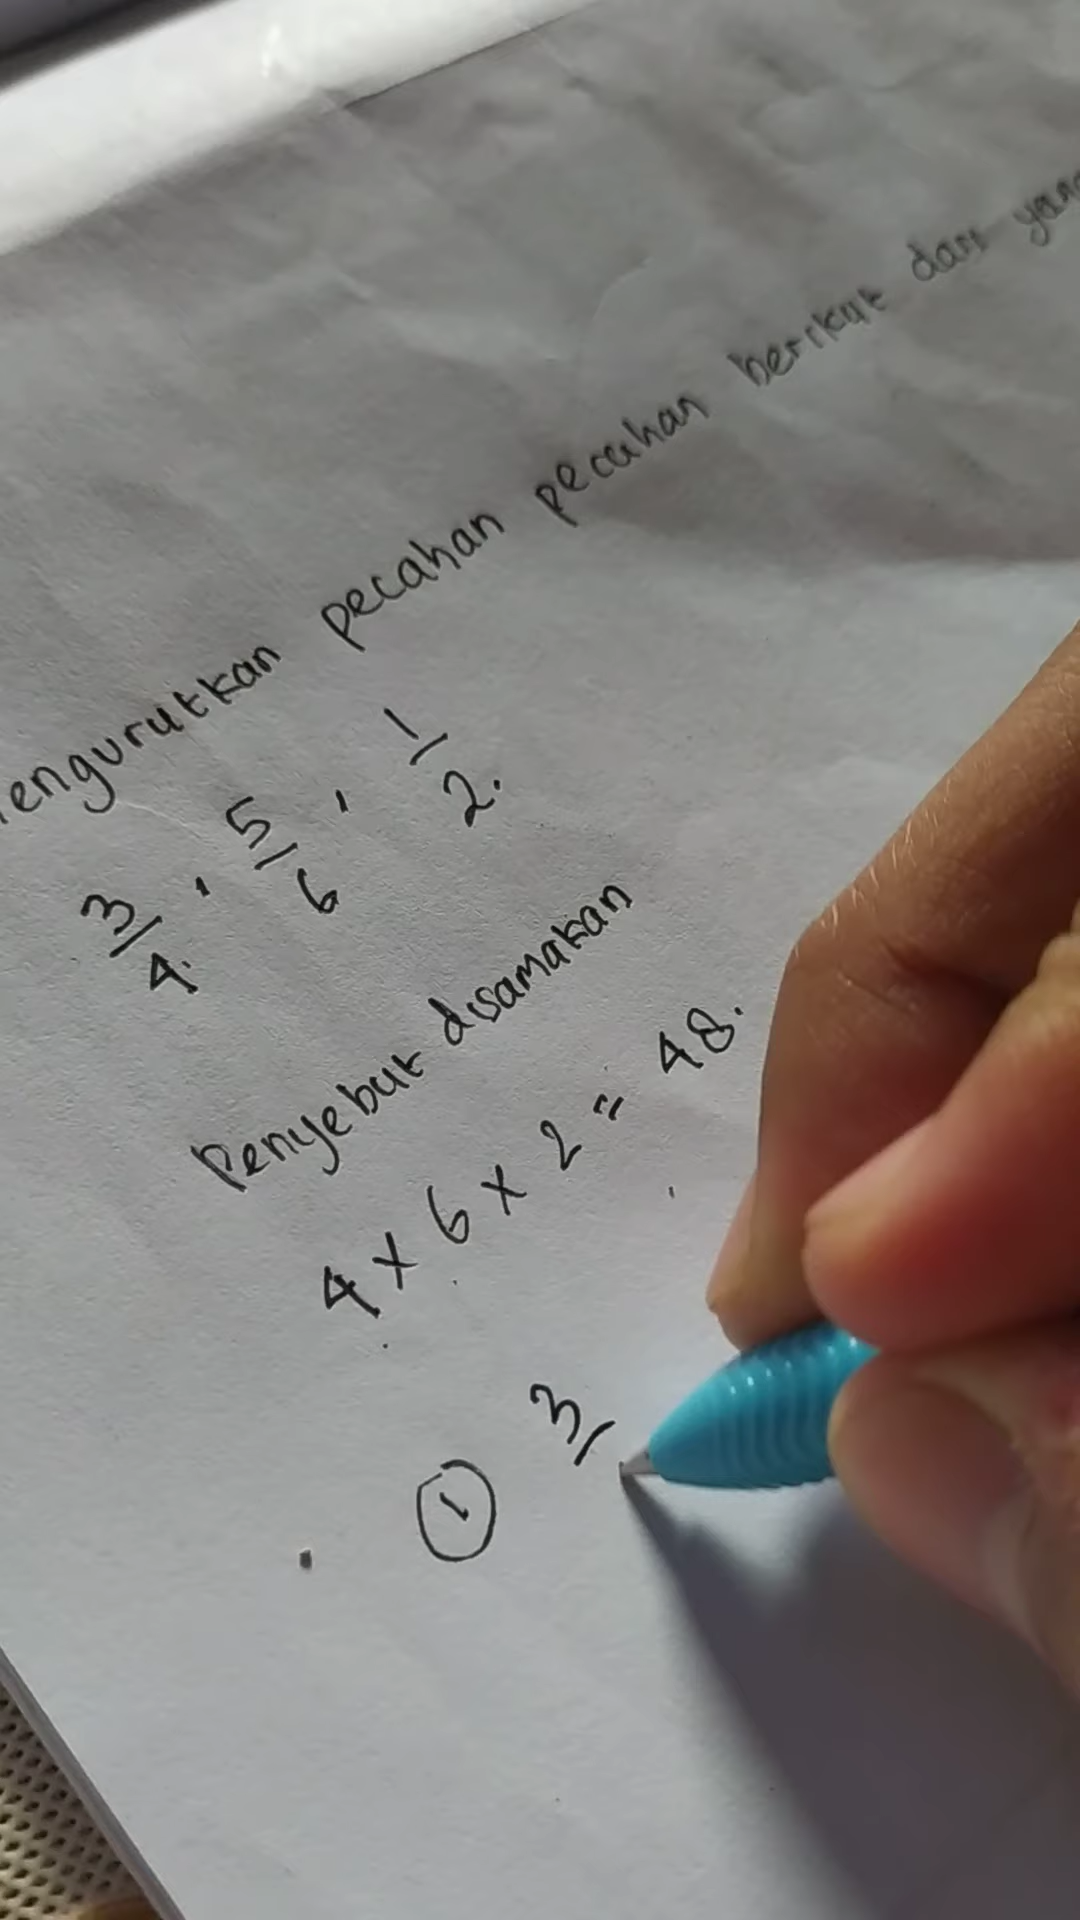 engurutkan pecahan pecahan berikut dari yang
3/4 , 5/6 , 1/2.
Penyebut disamakan
4 x 6 x 2 = 48.
① 3/